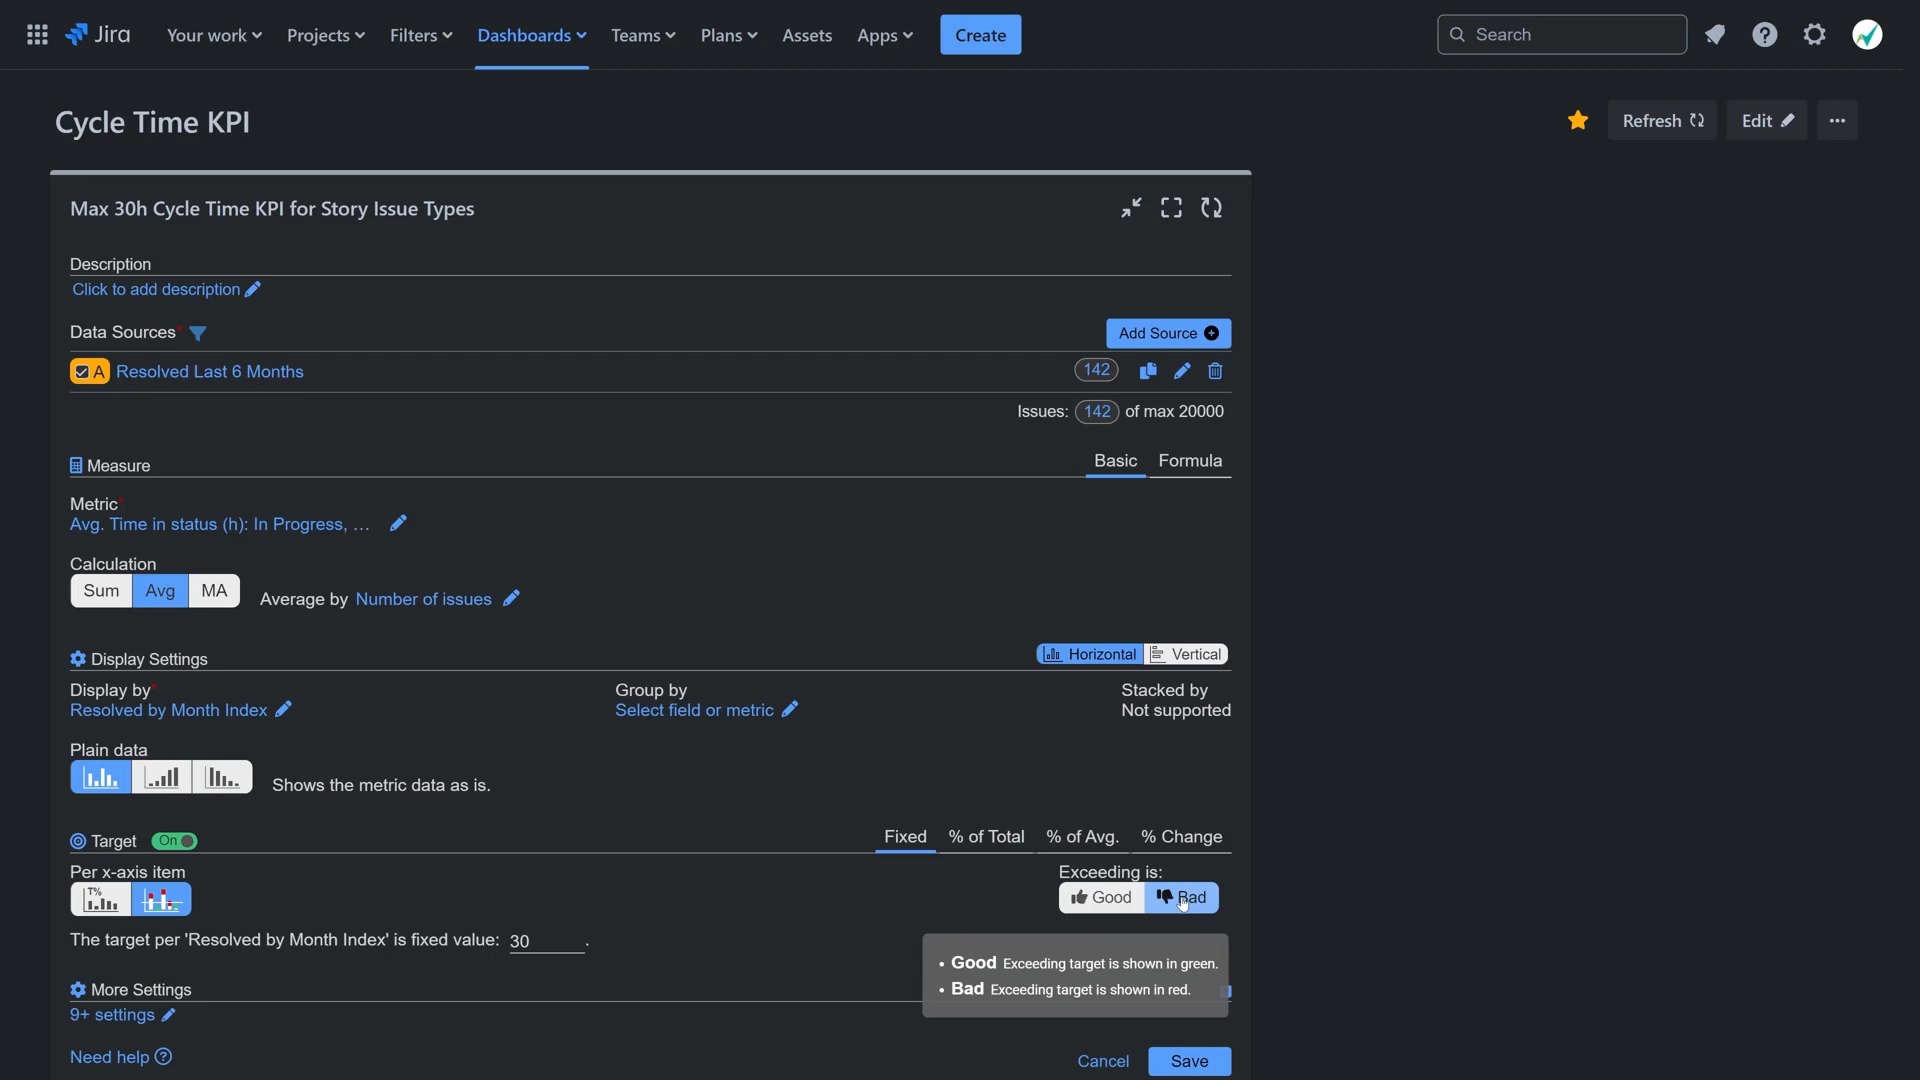 Jira Your work Projects Filters Dashboards Teams Plans Assets Apps Create Search
Cycle Time KPI
Refresh Edit
Max 30h Cycle Time KPI for Story Issue Types
Description
Click to add description
Data Sources* Add Source
A Resolved Last 6 Months 142
Issues: 142 of max 20000
Measure Basic Formula
Metric*
Avg. Time in status (h): In Progress, ...
Calculation
Sum Avg MA Average by Number of issues
Display Settings Horizontal Vertical
Display by* Group by Stacked by
Resolved by Month Index Select field or metric Not supported
Plain data
Shows the metric data as is.
Target On Fixed % of Total % of Avg. % Change
Per x-axis item Exceeding is:
T% Good Bad
The target per 'Resolved by Month Index' is fixed value: 30 .
• Good Exceeding target is shown in green.
• Bad Exceeding target is shown in red.
More Settings
9+ settings
Need help
Cancel Save